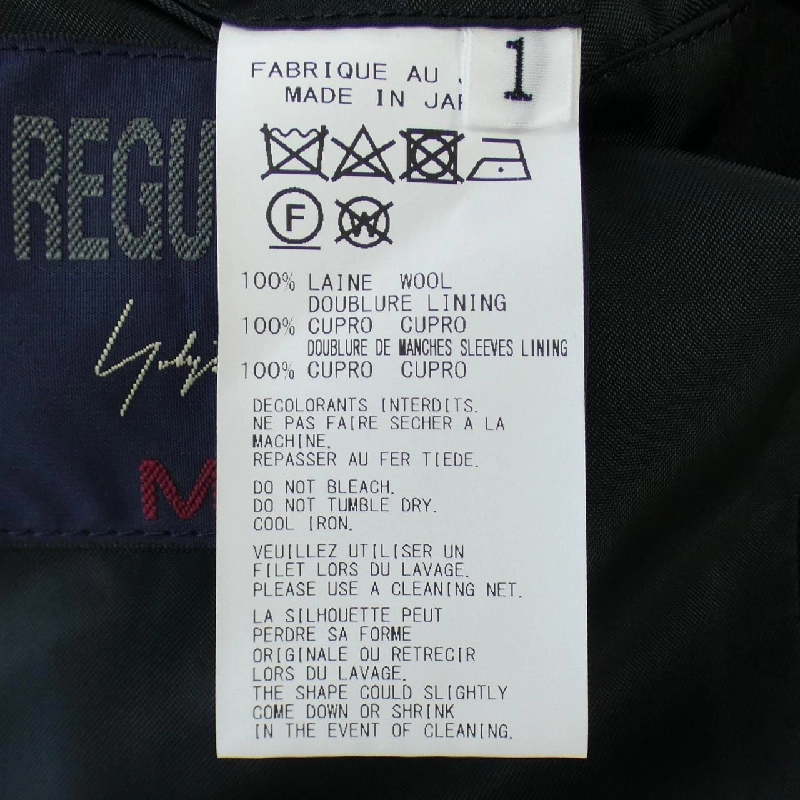 FABRIQUE AU
MADE IN
1
F
W
100% LAINE WOOL
DOUBLURE LINING
100% CUPRO CUPRO
DOUBLURE DE MANCHES SLEEVES LINING
100% CUPRO CUPRO
DECOLORANTS INTERDITS.
NE PAS FAIRE SECHER A LA
MACHINE.
REPASSER AU FER TIEDE.
DO NOT BLEACH.
DO NOT TUMBLE DRY.
COOL IRON.
VEUILLEZ UTILISER UN
FILET LORS DU LAVAGE.
PLEASE USE A CLEANING NET.
LA SILHOUETTE PEUT
PERDRE SA FORME
ORIGINALE OU RETRECIR
LORS DU LAVAGE.
THE SHAPE COULD SLIGHTLY
COME DOWN OR SHRINK
IN THE EVENT OF CLEANING.
REGU
M